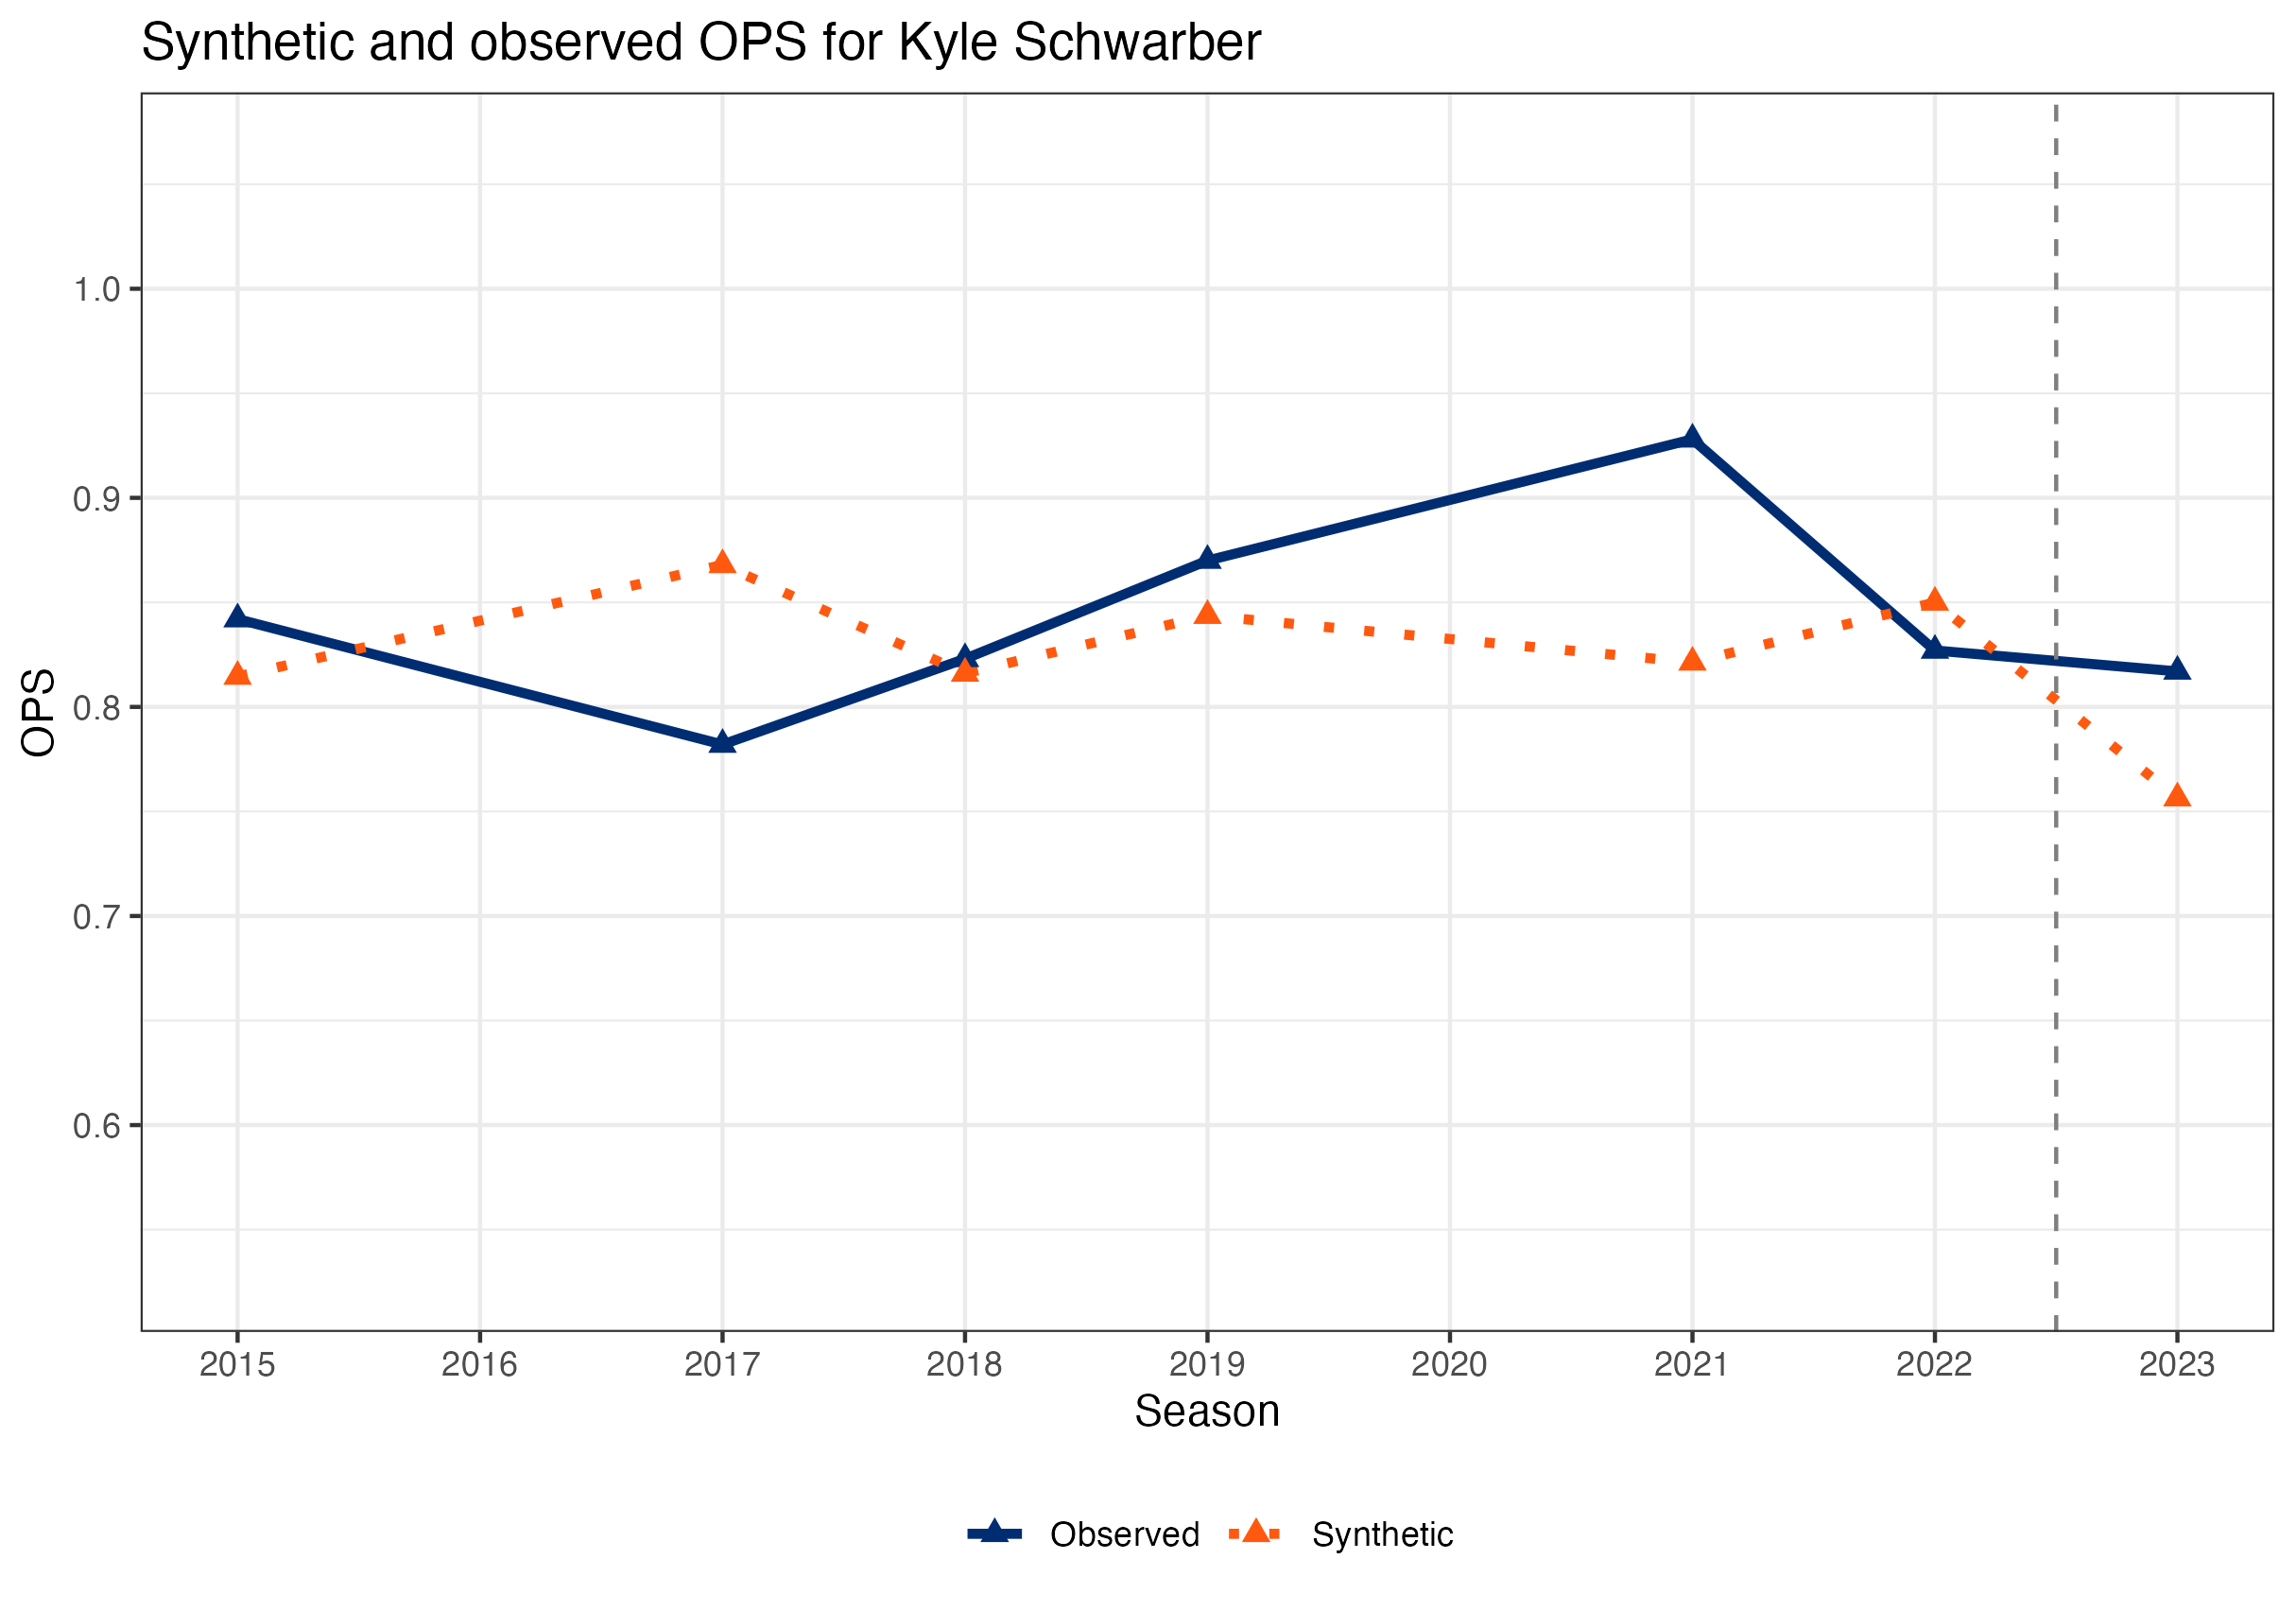 Synthetic and observed OPS for Kyle Schwarber
OPS
1.0
0.9
0.8
0.7
0.6
2015 2016 2017 2018 2019 2020 2021 2022 2023
Season
Observed Synthetic